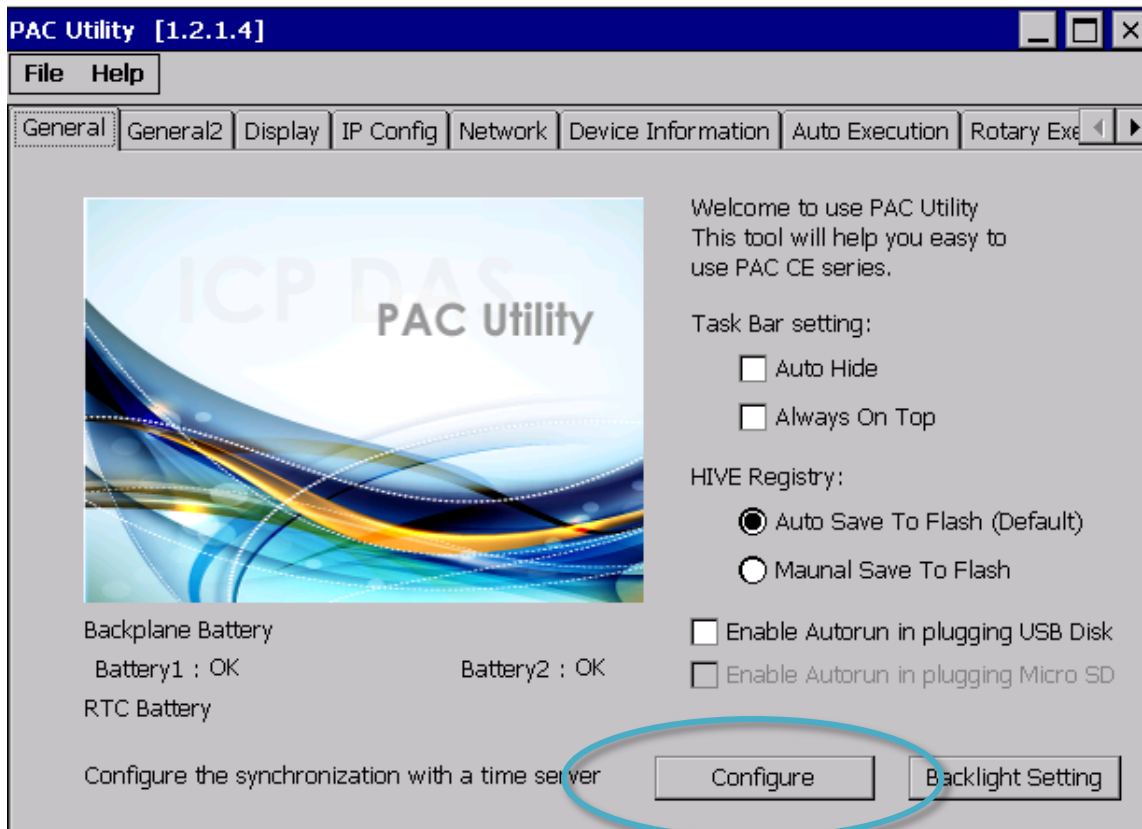 PAC Utility [1.2.1.4]
File Help
General General2 Display IP Config Network Device Information Auto Execution Rotary Exe
ICP DAS
PAC Utility
Welcome to use PAC Utility
This tool will help you easy to
use PAC CE series.
Task Bar setting:
Auto Hide
Always On Top
HIVE Registry:
Auto Save To Flash (Default)
Maunal Save To Flash
Enable Autorun in plugging USB Disk
Enable Autorun in plugging Micro SD
Backplane Battery
Battery1 : OK Battery2 : OK
RTC Battery
Configure the synchronization with a time server Configure Backlight Setting